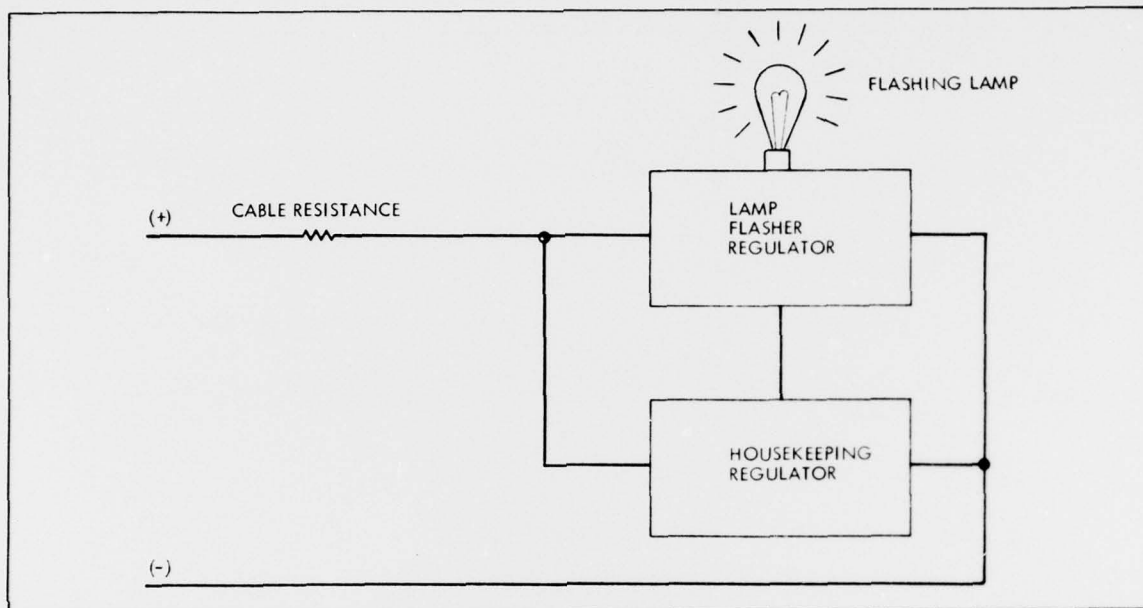 FLASHING LAMP
(+)
CABLE RESISTANCE
LAMP
FLASHER
REGULATOR
HOUSEKEEPING
REGULATOR
(-)